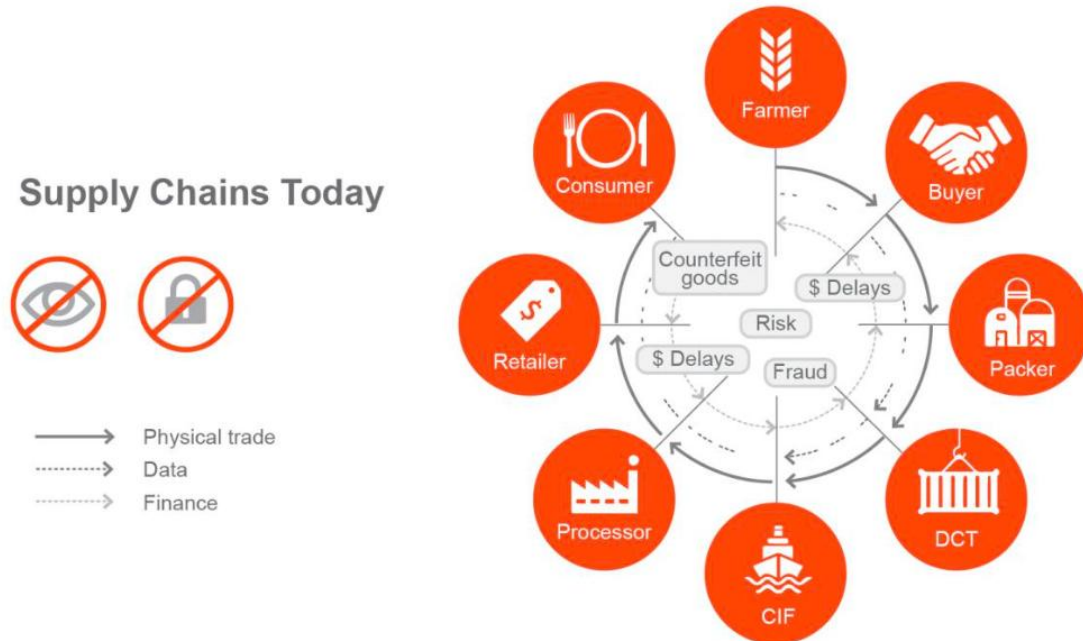 Supply Chains Today
Physical trade
Data
Finance
Farmer
Buyer
Packer
DCT
CIF
Processor
Retailer
Consumer
Counterfeit
goods
$ Delays
Risk
$ Delays
Fraud
$